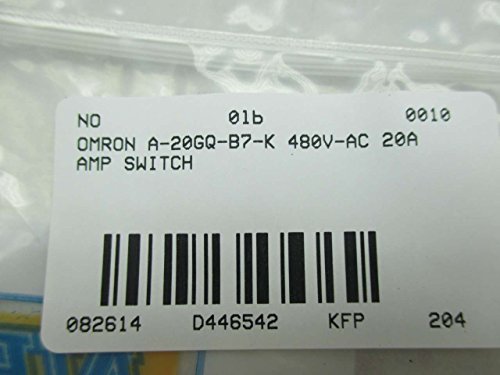 NO 01b 0010
OMRON A-20GQ-B7-K 480V-AC 20A
AMP SWITCH
082614 D446542 KFP 204